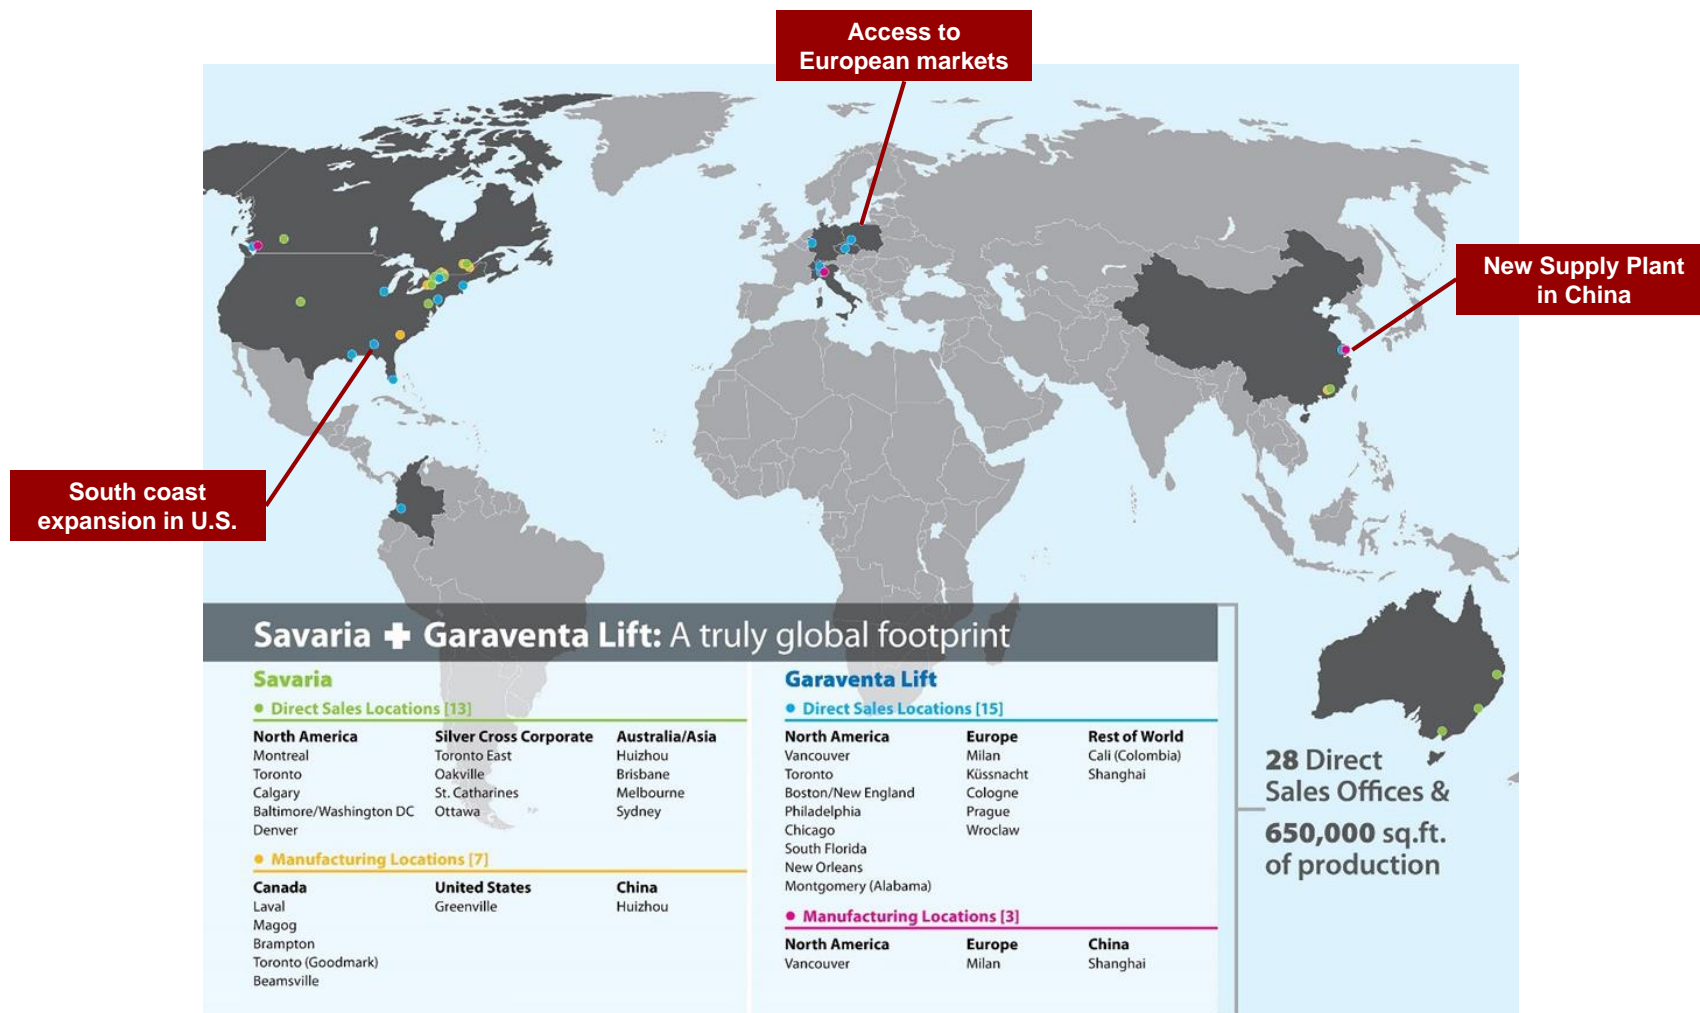 Access to
European markets
New Supply Plant
in China
South coast
expansion in U.S.
Savaria + Garaventa Lift: A truly global footprint
Savaria
• Direct Sales Locations [13]
North America
Montreal
Toronto
Calgary
Baltimore/Washington DC
Denver
Silver Cross Corporate
Toronto East
Oakville
St. Catharines
Ottawa
Australia/Asia
Huizhou
Brisbane
Melbourne
Sydney
• Manufacturing Locations [7]
Canada
Laval
Magog
Brampton
Toronto (Goodmark)
Beamsville
United States
Greenville
China
Huizhou
Garaventa Lift
• Direct Sales Locations [15]
North America
Vancouver
Toronto
Boston/New England
Philadelphia
Chicago
South Florida
New Orleans
Montgomery (Alabama)
Europe
Milan
Küssnacht
Cologne
Prague
Wroclaw
Rest of World
Cali (Colombia)
Shanghai
• Manufacturing Locations [3]
North America
Vancouver
Europe
Milan
China
Shanghai
28 Direct
Sales Offices &
650,000 sq.ft.
of production